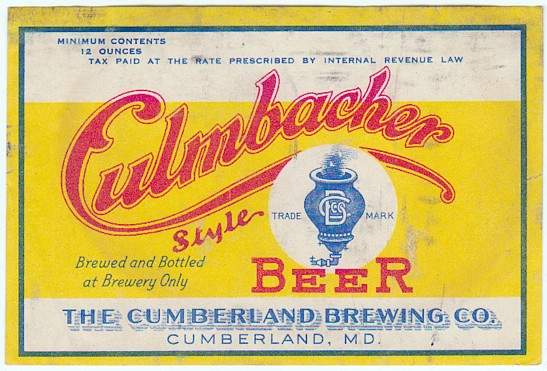 MINIMUM CONTENTS
12 OUNCES
TAX PAID AT THE RATE PRESCRIBED BY INTERNAL REVENUE LAW
Culmbacher
Style
TRADE MARK
Brewed and Bottled
at Brewery Only
BEER
THE CUMBERLAND BREWING CO.
CUMBERLAND, MD.